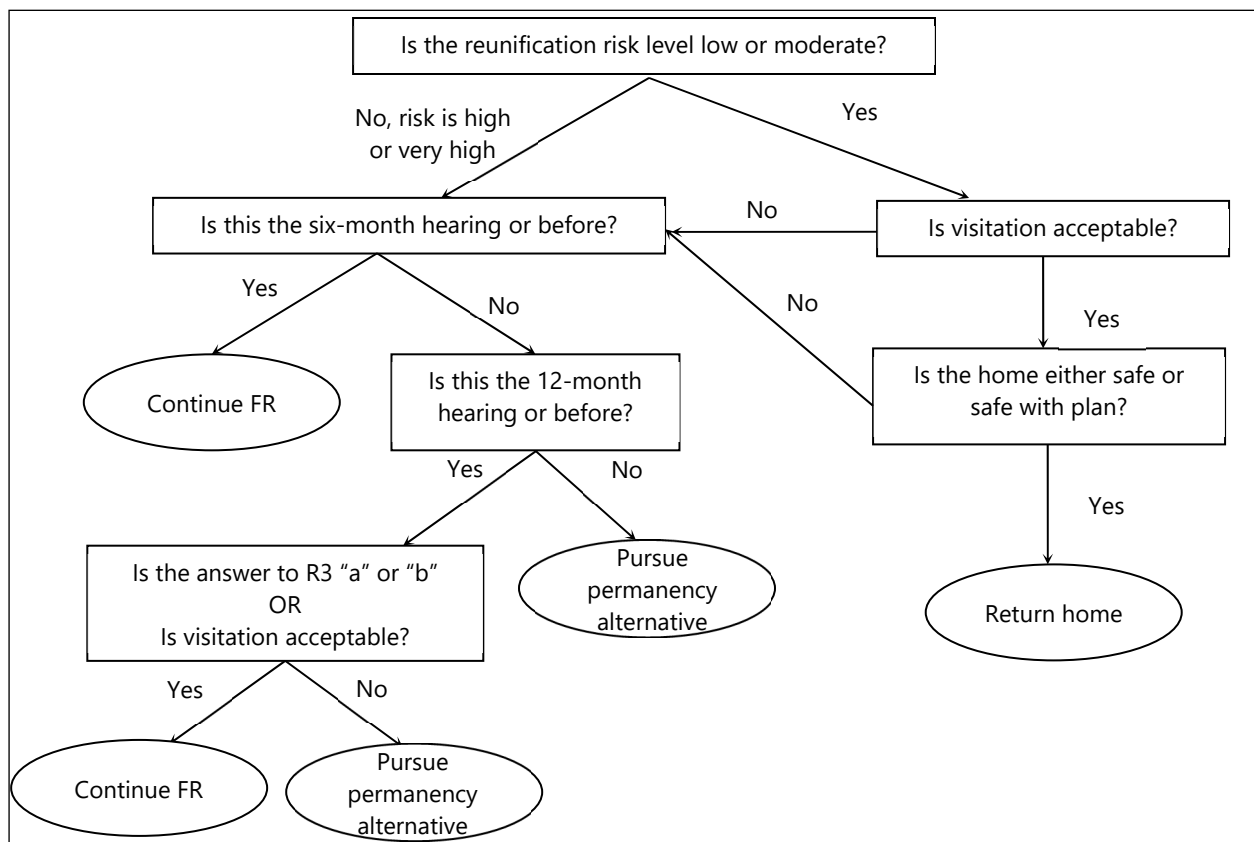 Is the reunification risk level low or moderate?
No, risk is high
or very high
Yes
Is this the six-month hearing or before?
No
Is visitation acceptable?
Yes
No
No
Yes
Continue FR
Is this the 12-month
hearing or before?
Is the home either safe or
safe with plan?
Yes
No
Yes
Is the answer to R3 “a” or “b”
OR
Is visitation acceptable?
Pursue
permanency
alternative
Return home
Yes
No
Continue FR
Pursue
permanency
alternative